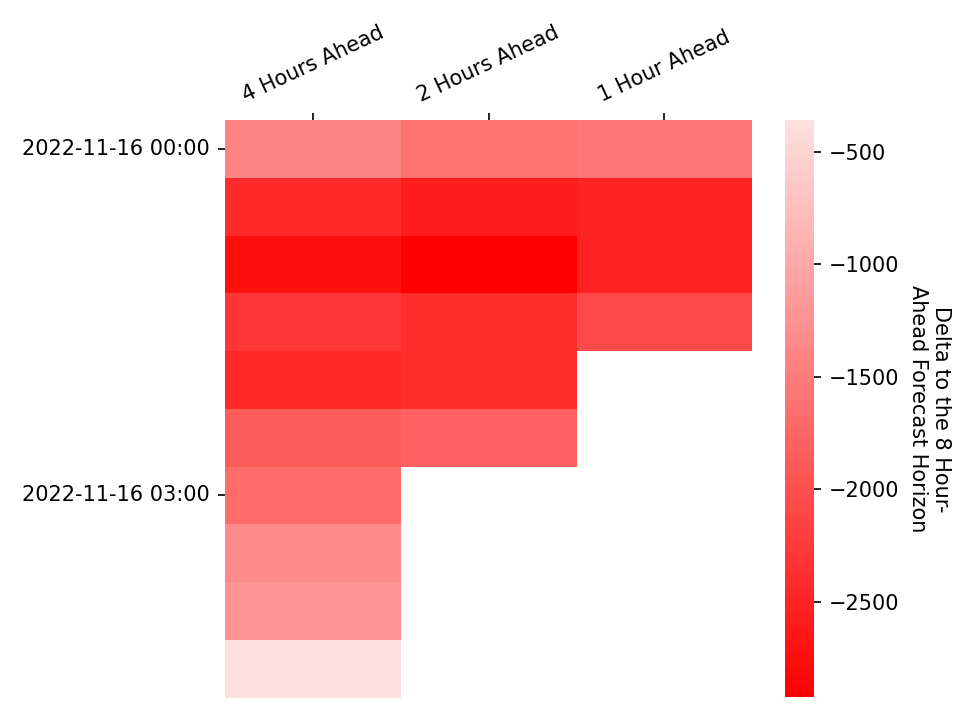 4 Hours Ahead
2 Hours Ahead
1 Hour Ahead
2022-11-16 00:00
2022-11-16 03:00
−500
−1000
−1500
−2000
−2500
Delta to the 8 Hour-
Ahead Forecast Horizon